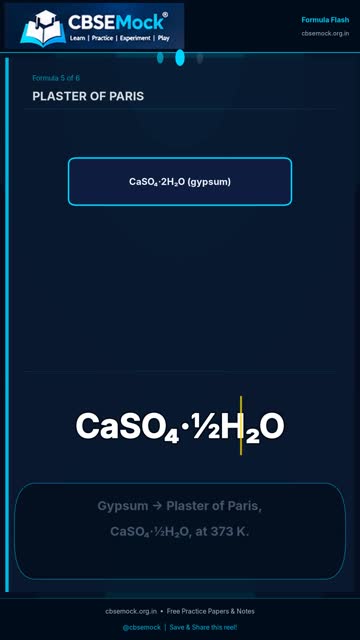 CBSEMock®
Learn | Practice | Experiment | Play
Formula Flash
cbsemock.org.in
Formula 5 of 6
PLASTER OF PARIS
CaSO₄·2H₂O (gypsum)
CaSO₄·½H₂O
Gypsum → Plaster of Paris,
CaSO₄·½H₂O, at 373 K.
cbsemock.org.in • Free Practice Papers & Notes
@cbsemock | Save & Share this reel!